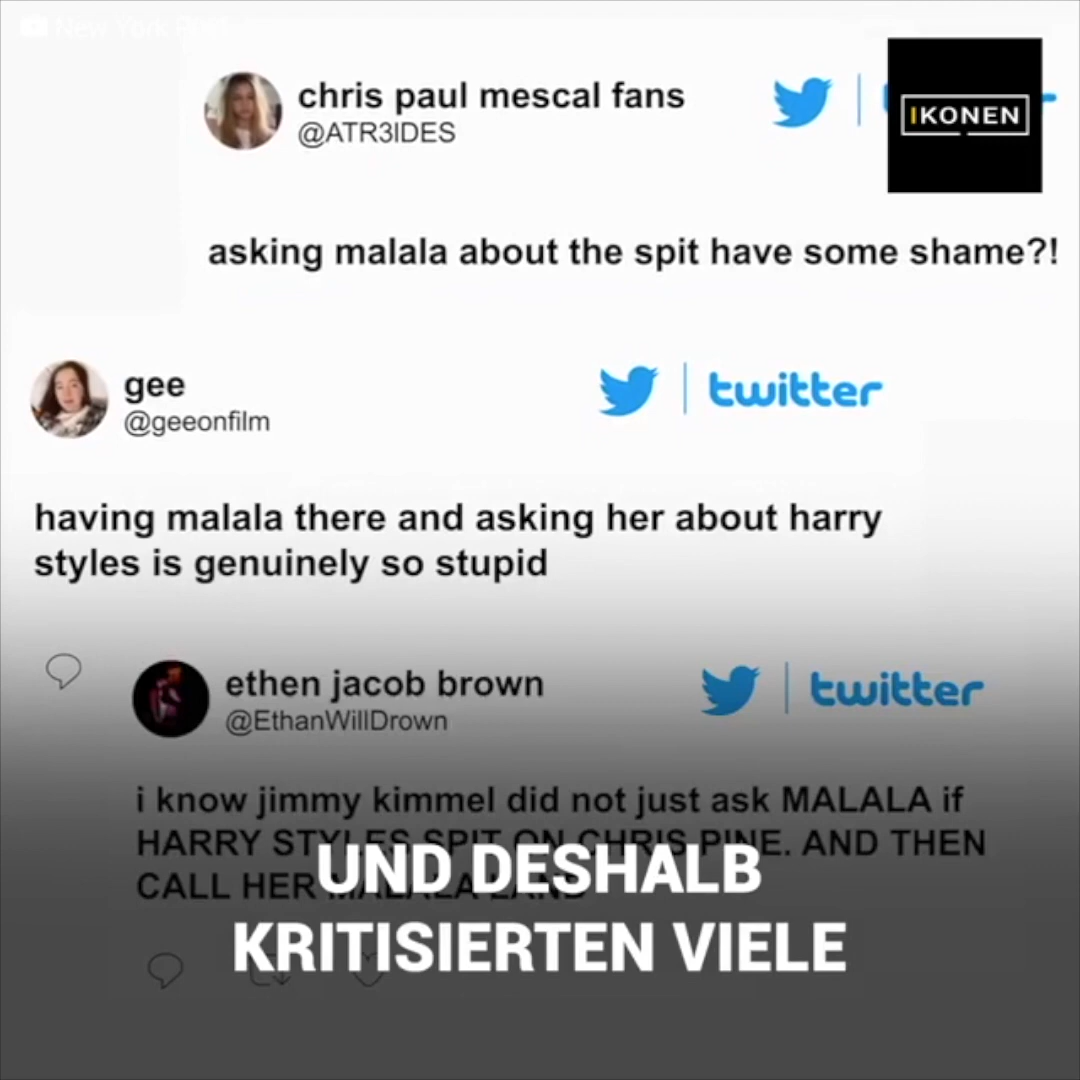 New York Post
chris paul mescal fans
@ATR3IDES
IKONEN
asking malala about the spit have some shame?!
gee
@geeonfilm
twitter
having malala there and asking her about harry
styles is genuinely so stupid
ethen jacob brown
@EthanWillDrown
twitter
i know jimmy kimmel did not just ask MALALA if
HARRY STYLES SPIT ON CHRIS PINE. AND THEN
CALL HER MALALA LAND
UND DESHALB
KRITISIERTEN VIELE